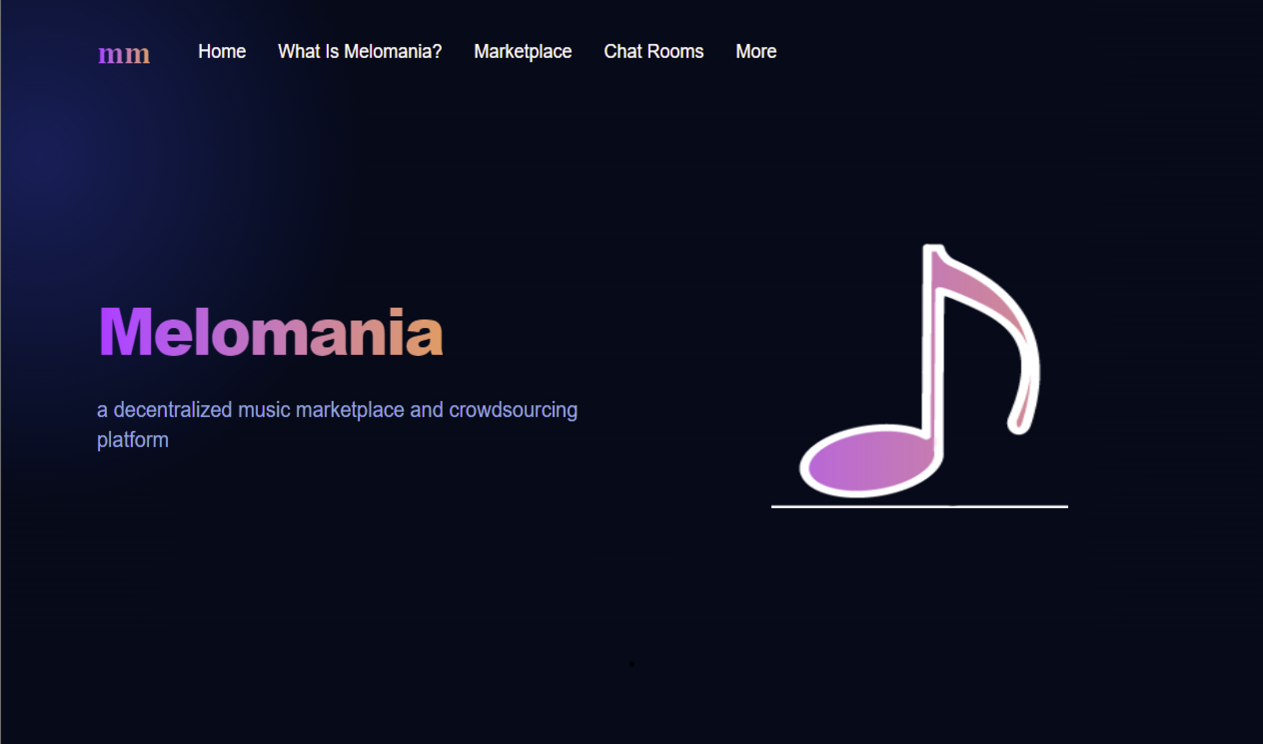 mm Home What Is Melomania? Marketplace Chat Rooms More
Melomania
a decentralized music marketplace and crowdsourcing
platform